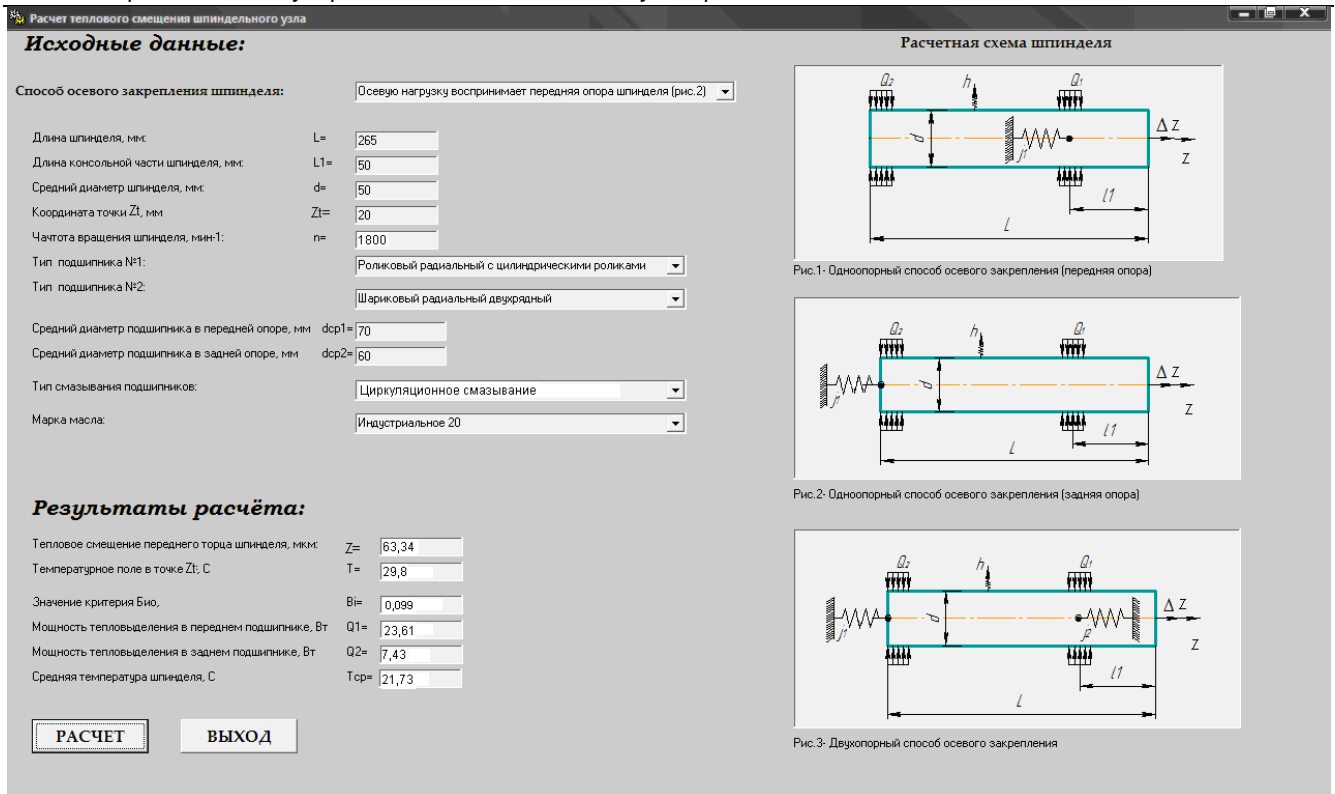 Расчет теплового смещения шпиндельного узла
Исходные данные:
Способ осевого закрепления шпинделя:
Осевую нагрузку воспринимает передняя опора шпинделя (рис.2)
Длина шпинделя, мм:
L=
265
Длина консольной части шпинделя, мм:
L1=
50
Средний диаметр шпинделя, мм:
d=
50
Координата точки Zt, мм
Zt=
20
Чатота вращения шпинделя, мин-1:
n=
1800
Тип подшипника №1:
Роликовый радиальный с цилиндрическими роликами
Тип подшипника №2:
Шариковый радиальный двухрядный
Средний диаметр подшипника в передней опоре, мм
dcp1=
70
Средний диаметр подшипника в задней опоре, мм
dcp2=
60
Тип смазывания подшипников:
Циркуляционное смазывание
Марка масла:
Индустриальное 20
Результаты расчёта:
Тепловое смещение переднего торца шпинделя, мкм:
Z=
63,34
Температурное поле в точке Zt, С
T=
29,8
Значение критерия Био,
Bi=
0,099
Мощность тепловыделения в переднем подшипнике, Вт
Q1=
23,61
Мощность тепловыделения в заднем подшипнике, Вт
Q2=
7,43
Средняя температура шпинделя, С
Tcp=
21,73
РАСЧЕТ
ВЫХОД
Расчетная схема шпинделя
Q2
h
Q1
d
j1
Δ Z
Z
l1
L
Рис.1- Одноопорный способ осевого закрепления (передняя опора)
Q2
h
Q1
j1
d
Δ Z
Z
l1
L
Рис.2- Одноопорный способ осевого закрепления (задняя опора)
Q2
h
Q1
j1
d
j2
Δ Z
Z
l1
L
Рис.3- Двухопорный способ осевого закрепления